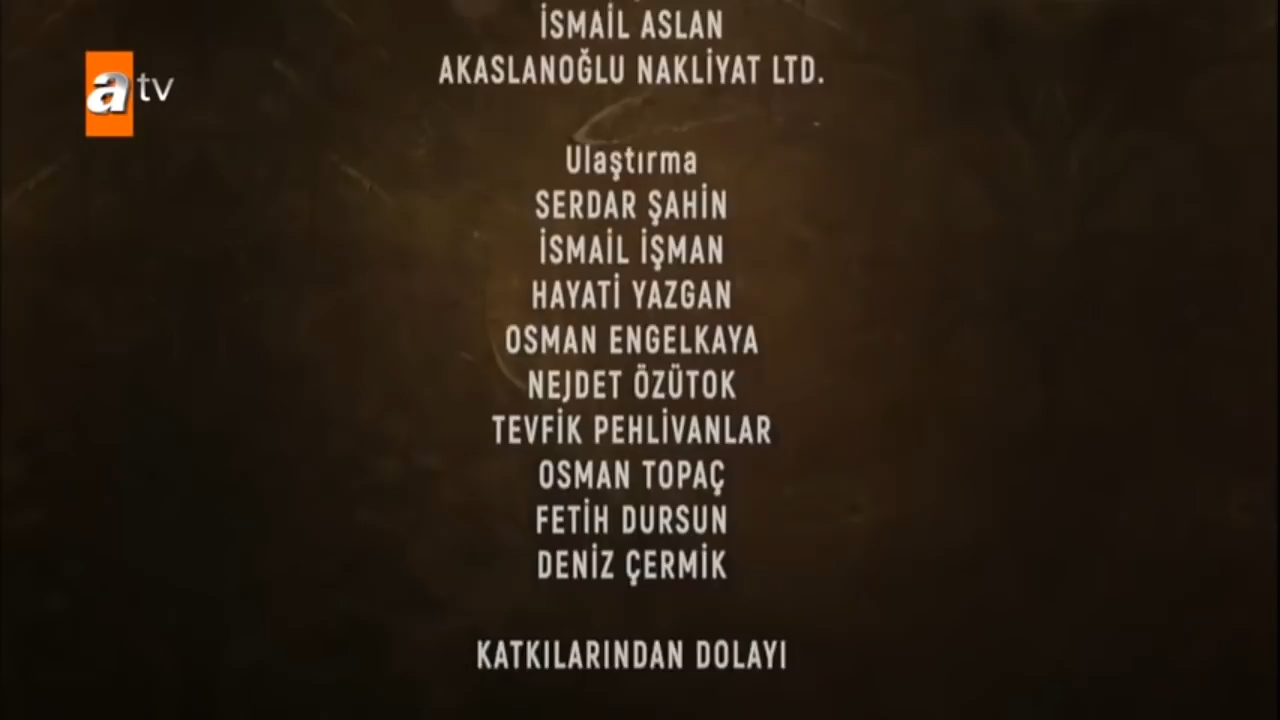 İSMAİL ASLAN
AKASLANOĞLU NAKLİYAT LTD.
atv
Ulaştırma
SERDAR ŞAHİN
İSMAİL İŞMAN
HAYATİ YAZGAN
OSMAN ENGELKAYA
NEJDET ÖZÜTOK
TEVFİK PEHLİVANLAR
OSMAN TOPAÇ
FETİH DURSUN
DENİZ ÇERMİK
KATKILARINDAN DOLAYI